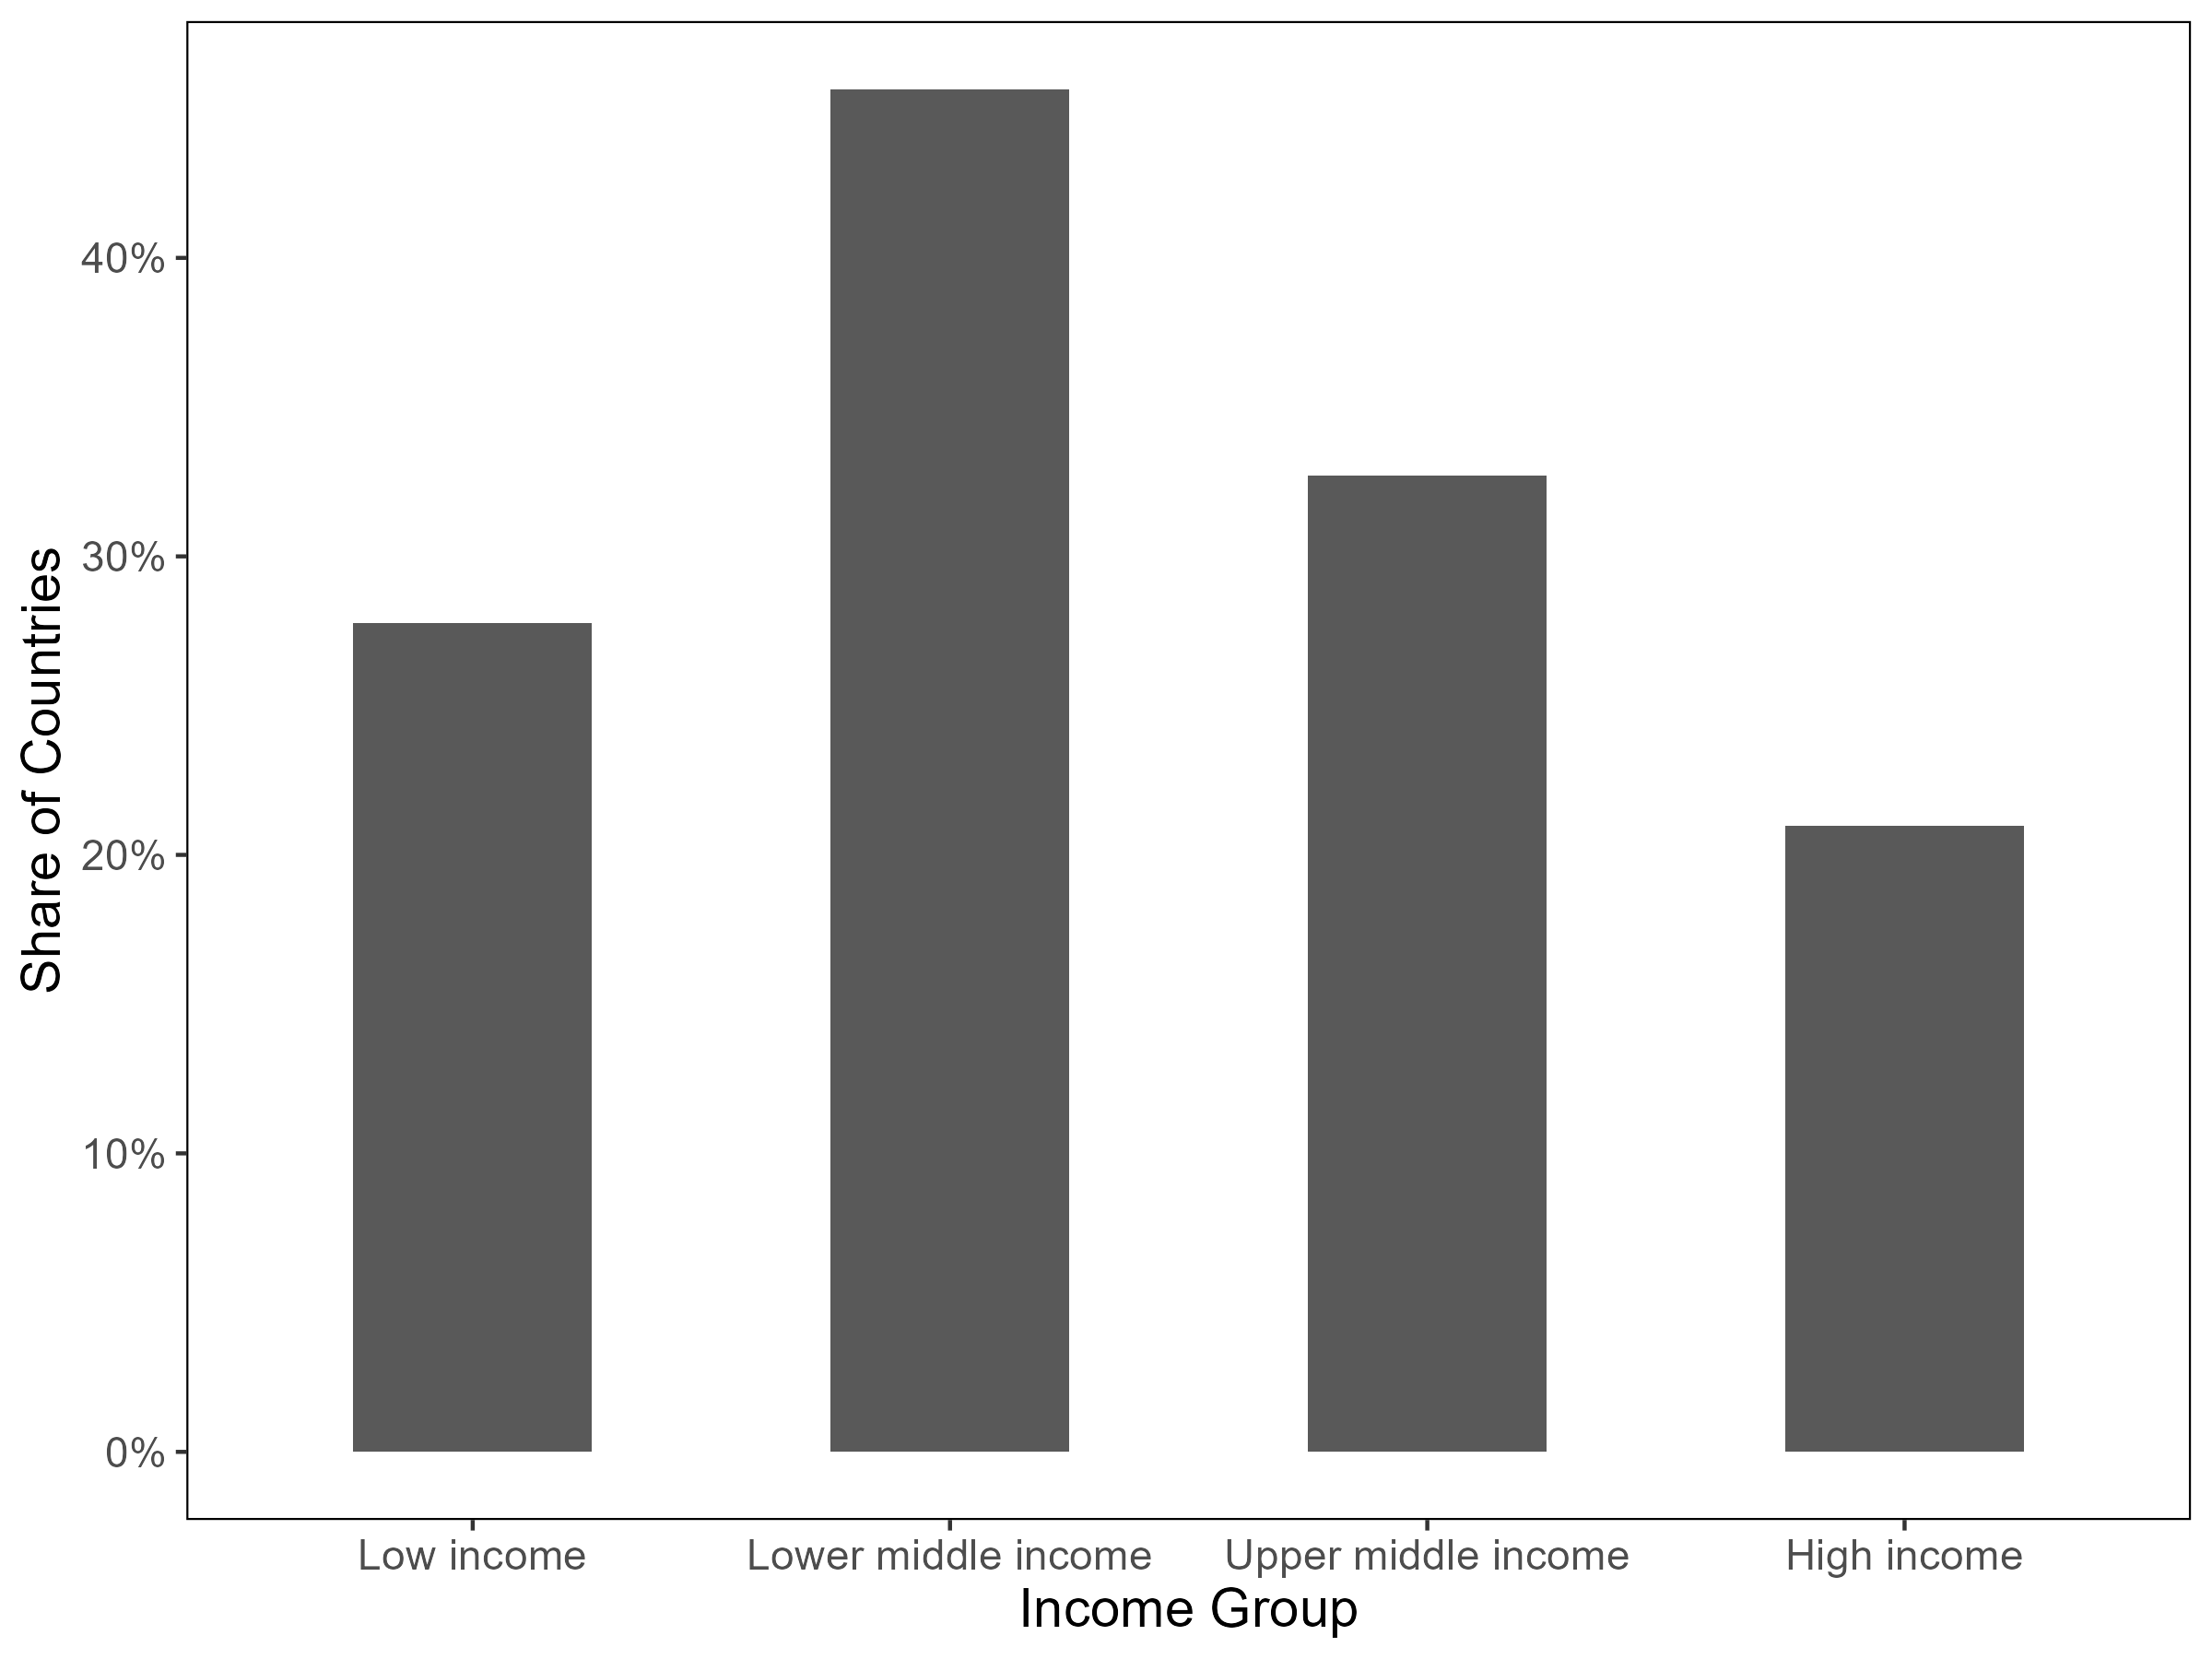 Share of Countries
40%
30%
20%
10%
0%
Low income
Lower middle income
Upper middle income
High income
Income Group